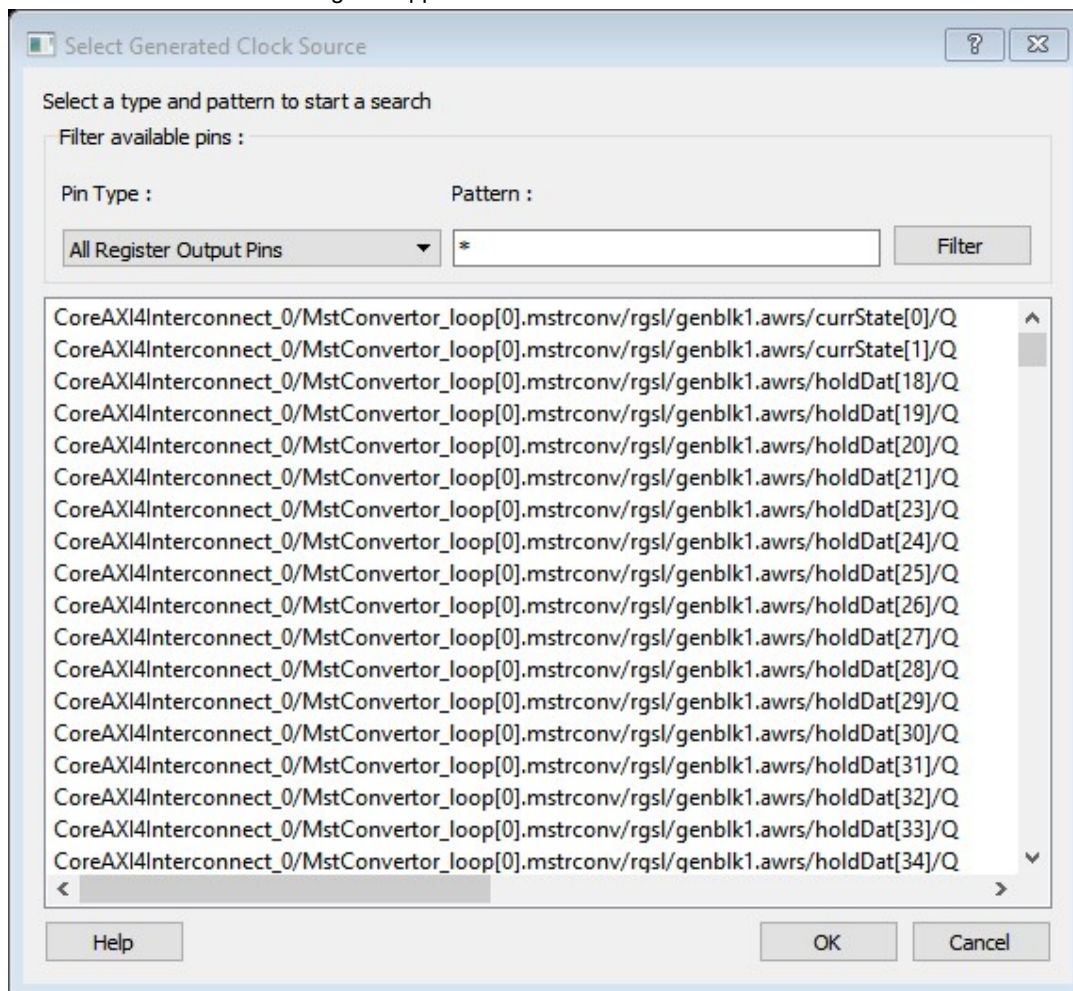 Select Generated Clock Source
Select a type and pattern to start a search
Filter available pins :
Pin Type :
Pattern :
All Register Output Pins
*
Filter
CoreAXI4Interconnect_0/MstConvertor_loop[0].mstrconv/rgsl/genblk1.awrs/currState[0]/Q
CoreAXI4Interconnect_0/MstConvertor_loop[0].mstrconv/rgsl/genblk1.awrs/currState[1]/Q
CoreAXI4Interconnect_0/MstConvertor_loop[0].mstrconv/rgsl/genblk1.awrs/holdDat[18]/Q
CoreAXI4Interconnect_0/MstConvertor_loop[0].mstrconv/rgsl/genblk1.awrs/holdDat[19]/Q
CoreAXI4Interconnect_0/MstConvertor_loop[0].mstrconv/rgsl/genblk1.awrs/holdDat[20]/Q
CoreAXI4Interconnect_0/MstConvertor_loop[0].mstrconv/rgsl/genblk1.awrs/holdDat[21]/Q
CoreAXI4Interconnect_0/MstConvertor_loop[0].mstrconv/rgsl/genblk1.awrs/holdDat[23]/Q
CoreAXI4Interconnect_0/MstConvertor_loop[0].mstrconv/rgsl/genblk1.awrs/holdDat[24]/Q
CoreAXI4Interconnect_0/MstConvertor_loop[0].mstrconv/rgsl/genblk1.awrs/holdDat[25]/Q
CoreAXI4Interconnect_0/MstConvertor_loop[0].mstrconv/rgsl/genblk1.awrs/holdDat[26]/Q
CoreAXI4Interconnect_0/MstConvertor_loop[0].mstrconv/rgsl/genblk1.awrs/holdDat[27]/Q
CoreAXI4Interconnect_0/MstConvertor_loop[0].mstrconv/rgsl/genblk1.awrs/holdDat[28]/Q
CoreAXI4Interconnect_0/MstConvertor_loop[0].mstrconv/rgsl/genblk1.awrs/holdDat[29]/Q
CoreAXI4Interconnect_0/MstConvertor_loop[0].mstrconv/rgsl/genblk1.awrs/holdDat[30]/Q
CoreAXI4Interconnect_0/MstConvertor_loop[0].mstrconv/rgsl/genblk1.awrs/holdDat[31]/Q
CoreAXI4Interconnect_0/MstConvertor_loop[0].mstrconv/rgsl/genblk1.awrs/holdDat[32]/Q
CoreAXI4Interconnect_0/MstConvertor_loop[0].mstrconv/rgsl/genblk1.awrs/holdDat[33]/Q
CoreAXI4Interconnect_0/MstConvertor_loop[0].mstrconv/rgsl/genblk1.awrs/holdDat[34]/Q
Help
OK
Cancel